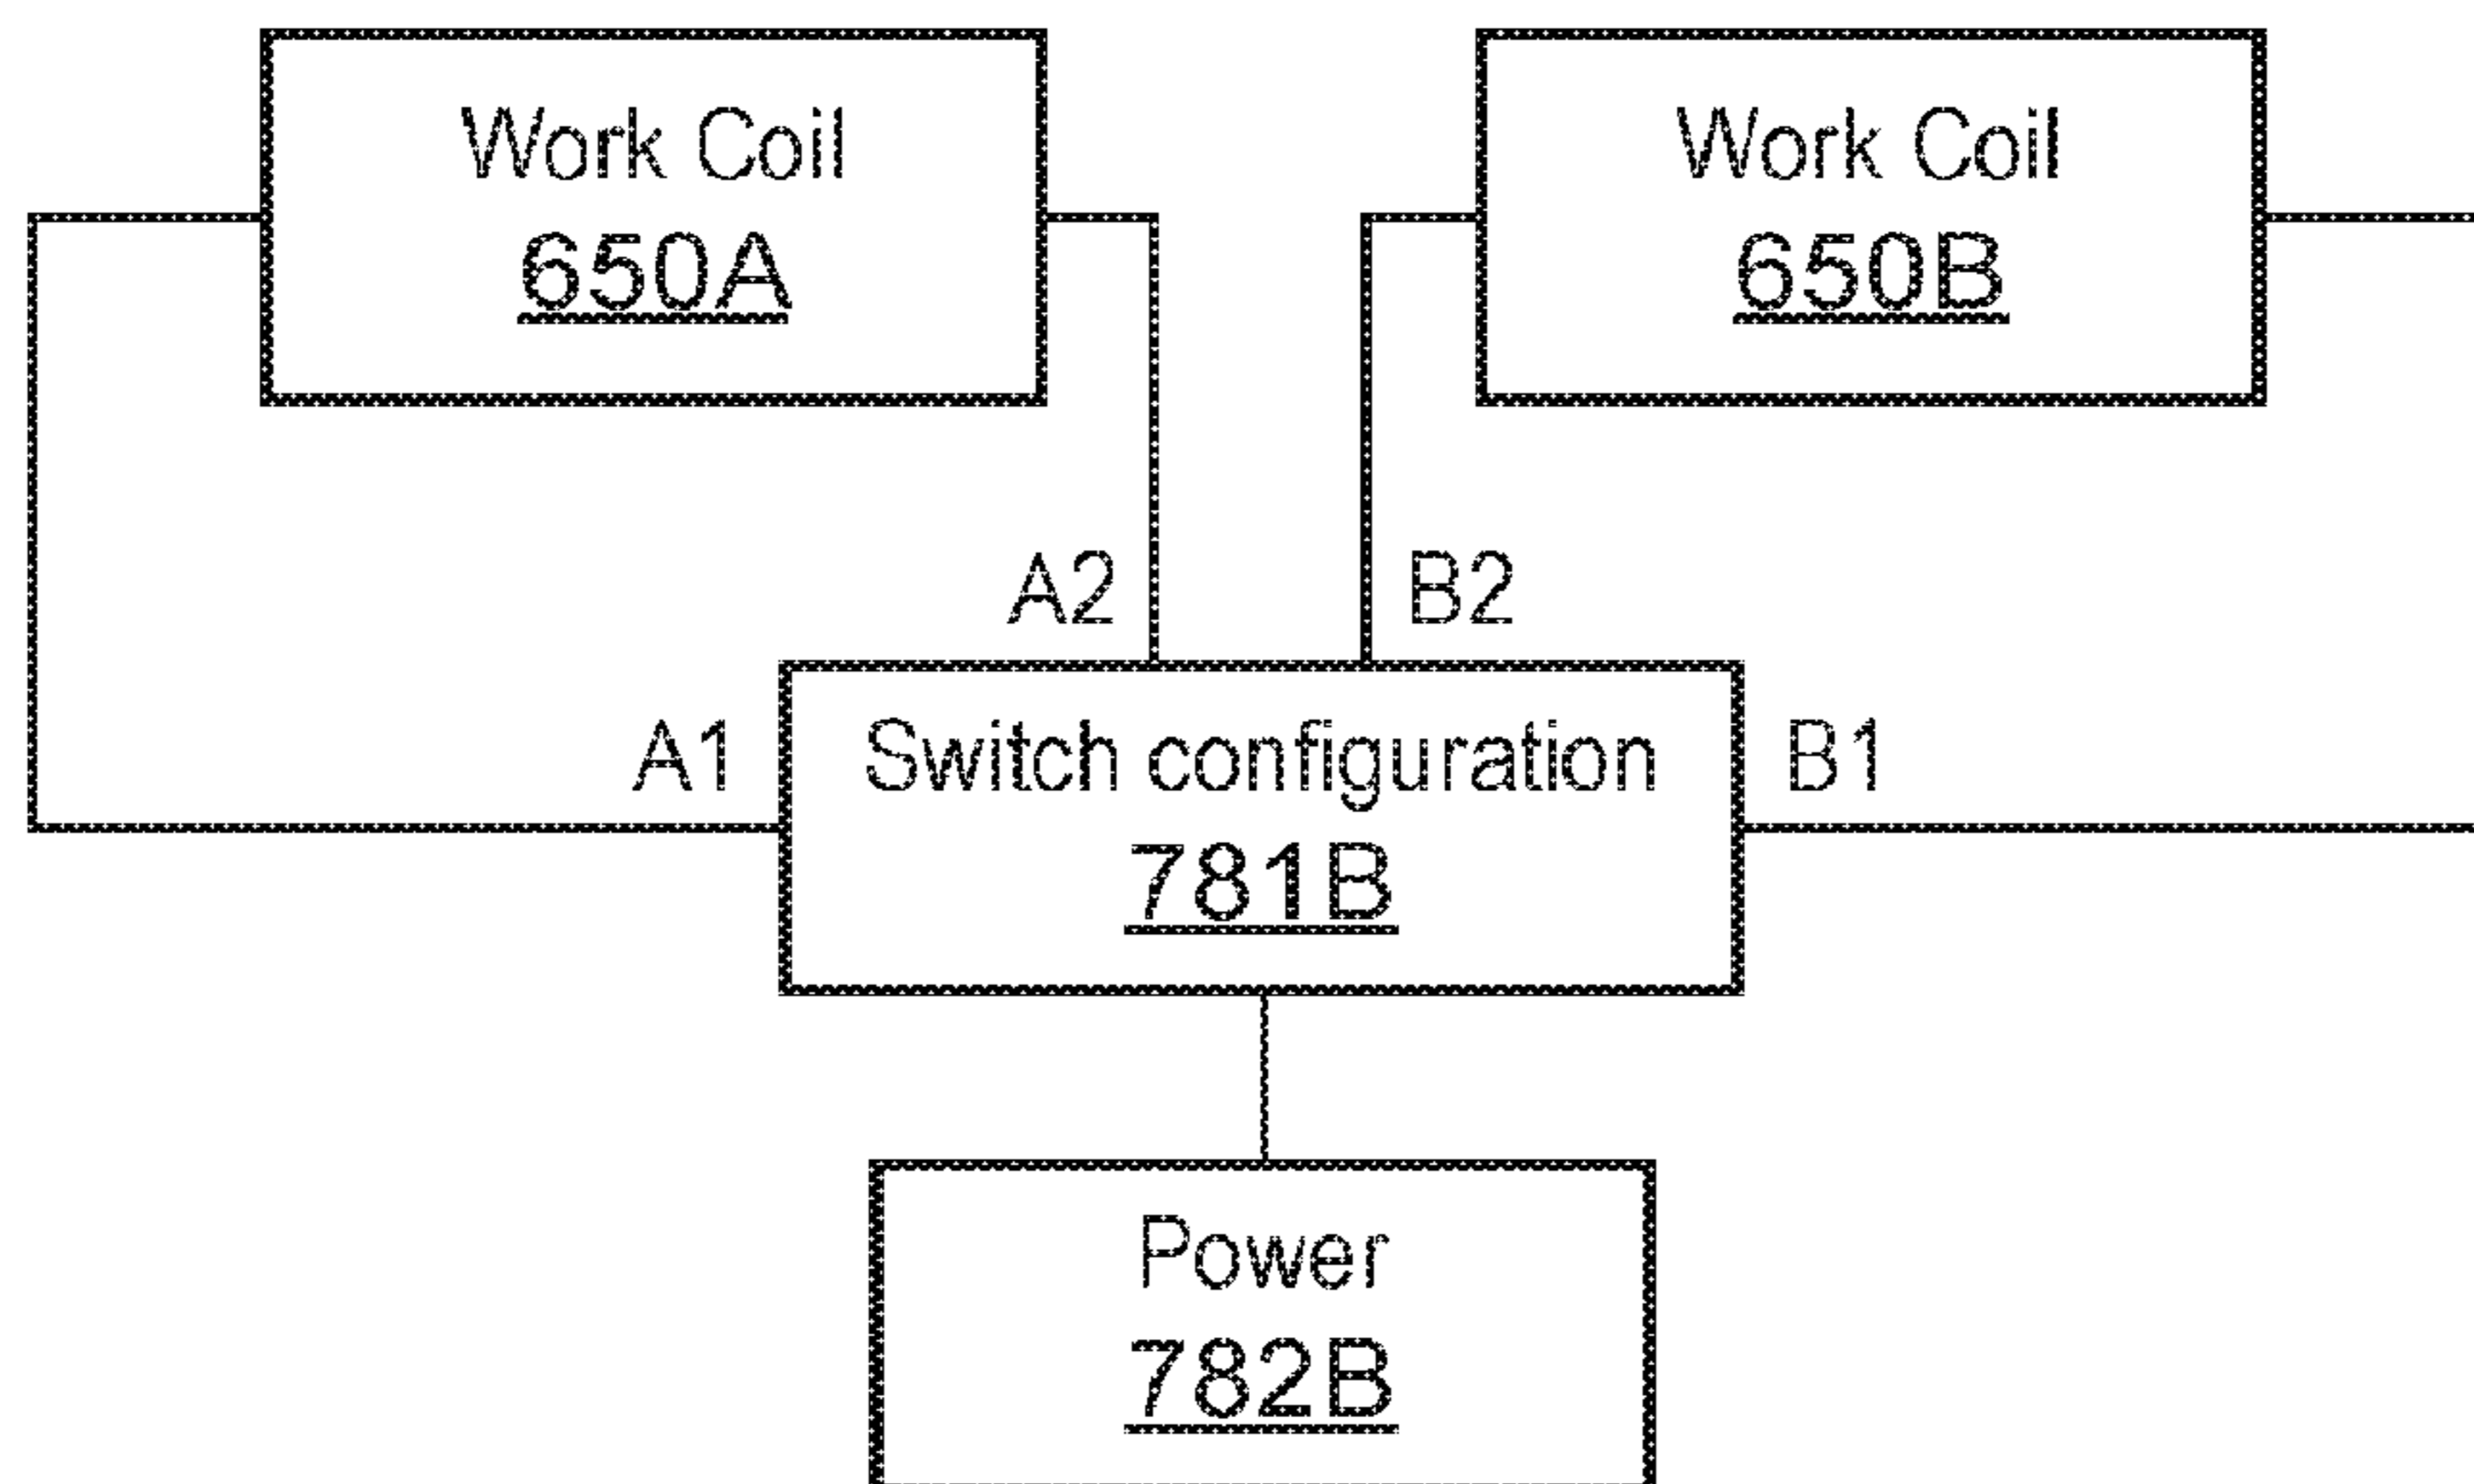 Work Coil
650A
Work Coil
650B
A2
B2
A1
Switch configuration
781B
B1
Power
782B